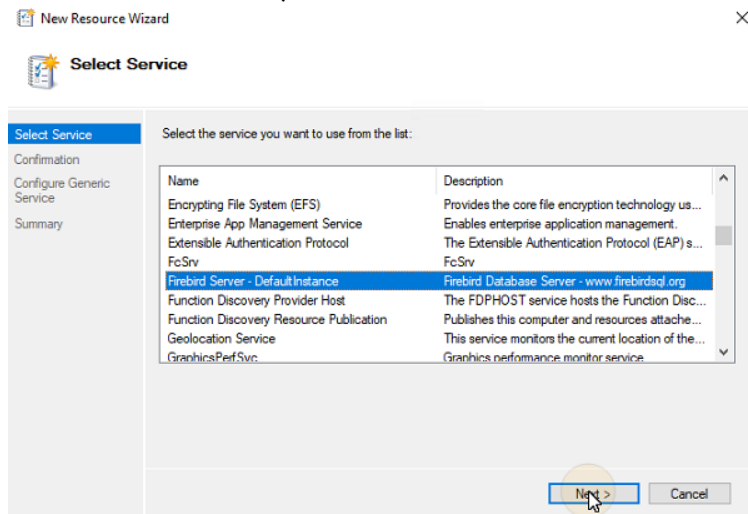 New Resource Wizard
Select Service
Select Service
Confirmation
Configure Generic
Service
Summary
Select the service you want to use from the list:
Name Description
Encrypting File System (EFS) Provides the core file encryption technology us...
Enterprise App Management Service Enables enterprise application management.
Extensible Authentication Protocol The Extensible Authentication Protocol (EAP) s...
FcSrv FcSrv
Firebird Server - DefaultInstance Firebird Database Server - www.firebirdsql.org
Function Discovery Provider Host The FDPHOST service hosts the Function Disc...
Function Discovery Resource Publication Publishes this computer and resources attache...
Geolocation Service This service monitors the current location of the...
GraphicsPerfSvc Graphics performance monitor service
Next > Cancel